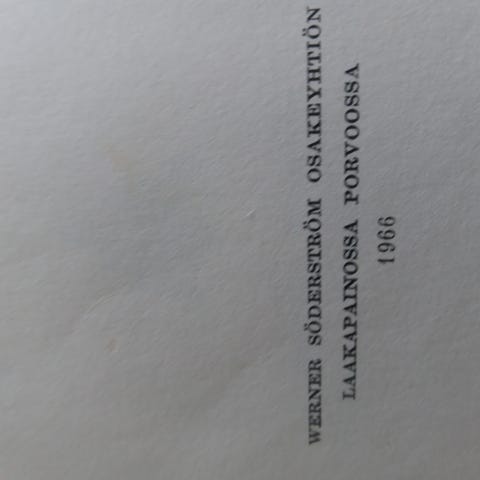 WERNER SÖDERSTRÖM OSAKEYHTIÖN
LAAKAPAINOSSA PORVOOSSA
1966